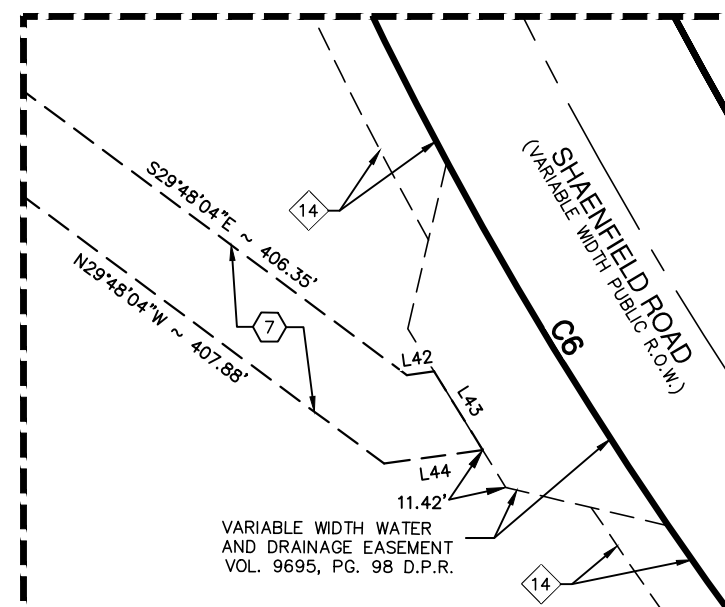 SHAENFIELD ROAD
(VARIABLE WIDTH PUBLIC R.O.W.)
S29°48'04"E ~ 406.35'
14
N29°48'04"W ~ 407.88'
7
C6
L42
L43
L44
11.42'
VARIABLE WIDTH WATER
AND DRAINAGE EASEMENT
VOL. 9695, PG. 98 D.P.R.
14